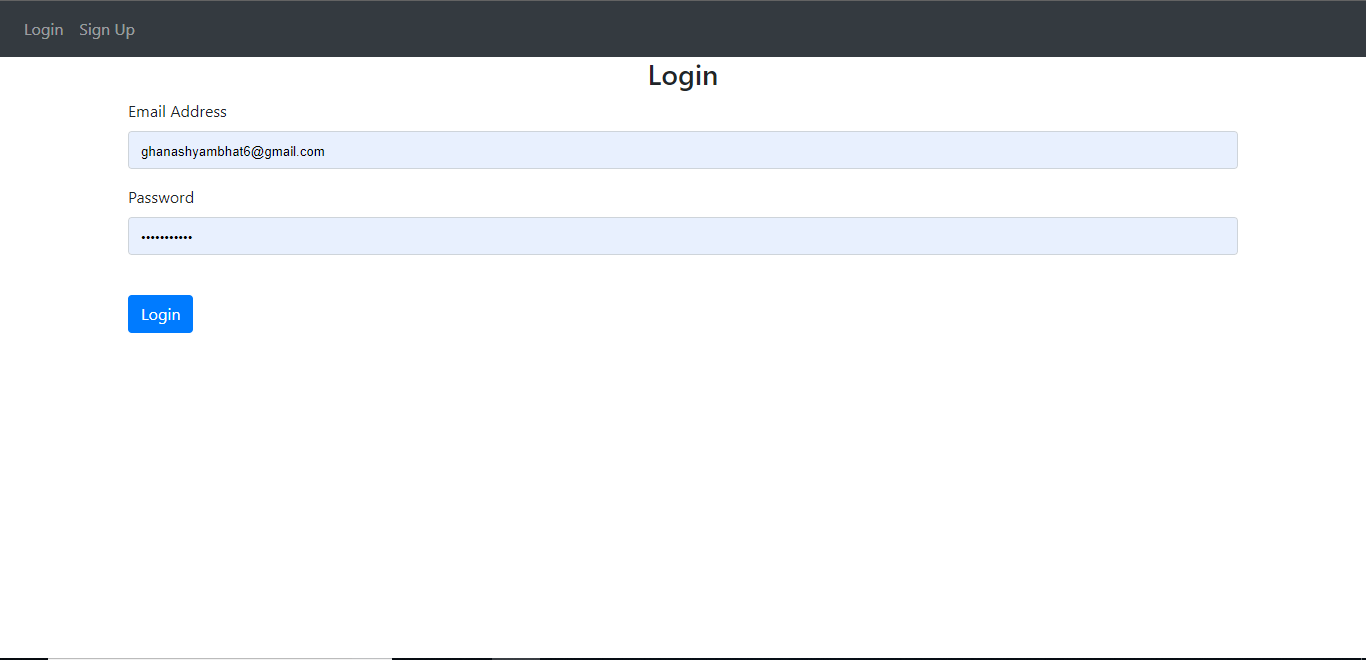 Login Sign Up
Login
Email Address
ghanashyambhat6@gmail.com
Password
•••••••••••
Login